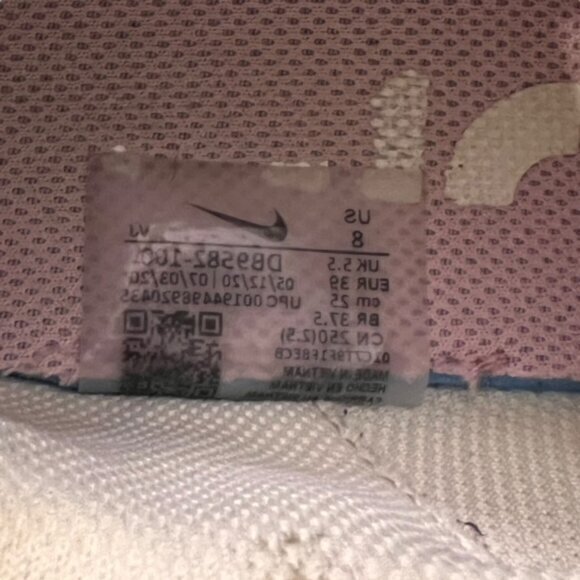 US
8
VJ
UK 5.5
DB9582-100
EUR 39
05/12/20 | 07/03/20
cm 25
UPC 00194498920435
BR 37.5
CN 250(2.5)
MADE IN VIETNAM
HECHO EN VIETNAM